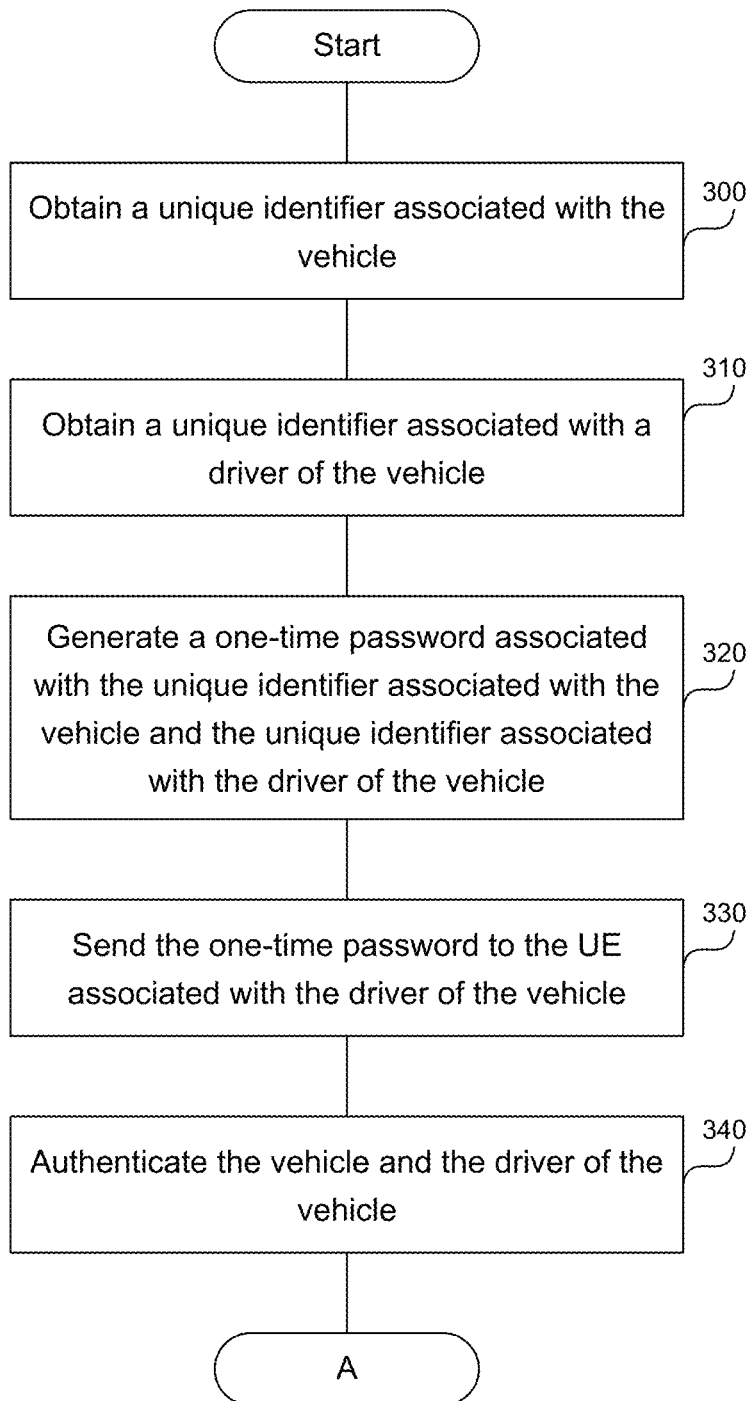 Start
Obtain a unique identifier associated with the
vehicle
300
Obtain a unique identifier associated with a
driver of the vehicle
310
Generate a one-time password associated
with the unique identifier associated with the
vehicle and the unique identifier associated
with the driver of the vehicle
320
Send the one-time password to the UE
associated with the driver of the vehicle
330
Authenticate the vehicle and the driver of the
vehicle
340
A